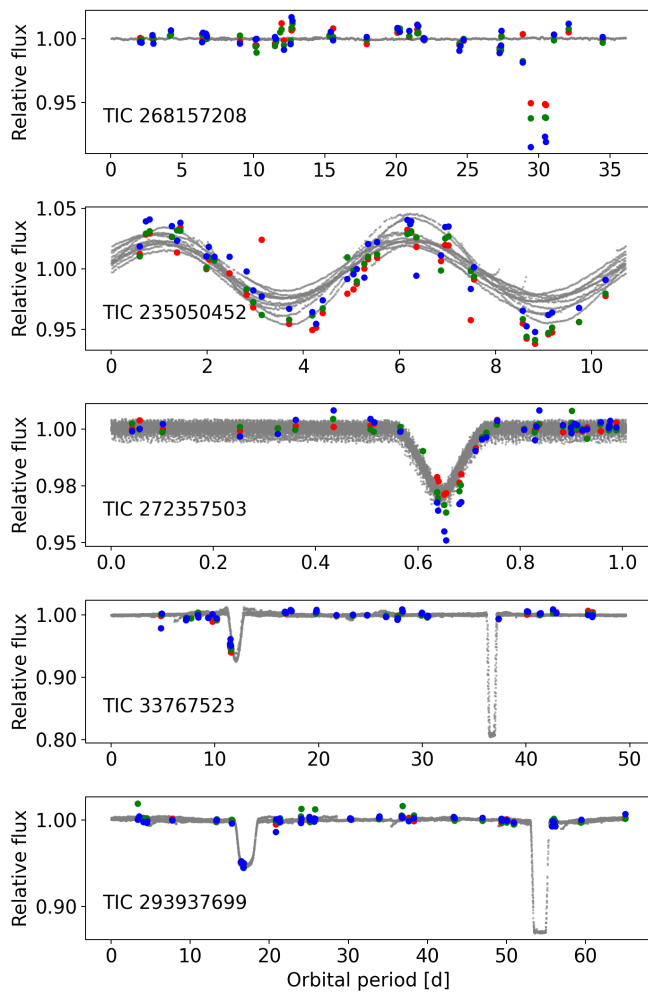 Relative flux
1.00
0.95
TIC 268157208
0 5 10 15 20 25 30 35
Relative flux
1.05
1.00
0.95
TIC 235050452
0 2 4 6 8 10
Relative flux
1.00
0.98
0.95
TIC 272357503
0.0 0.2 0.4 0.6 0.8 1.0
Relative flux
1.00
0.90
0.80
TIC 33767523
0 10 20 30 40 50
Relative flux
1.00
0.90
TIC 293937699
0 10 20 30 40 50 60
Orbital period [d]